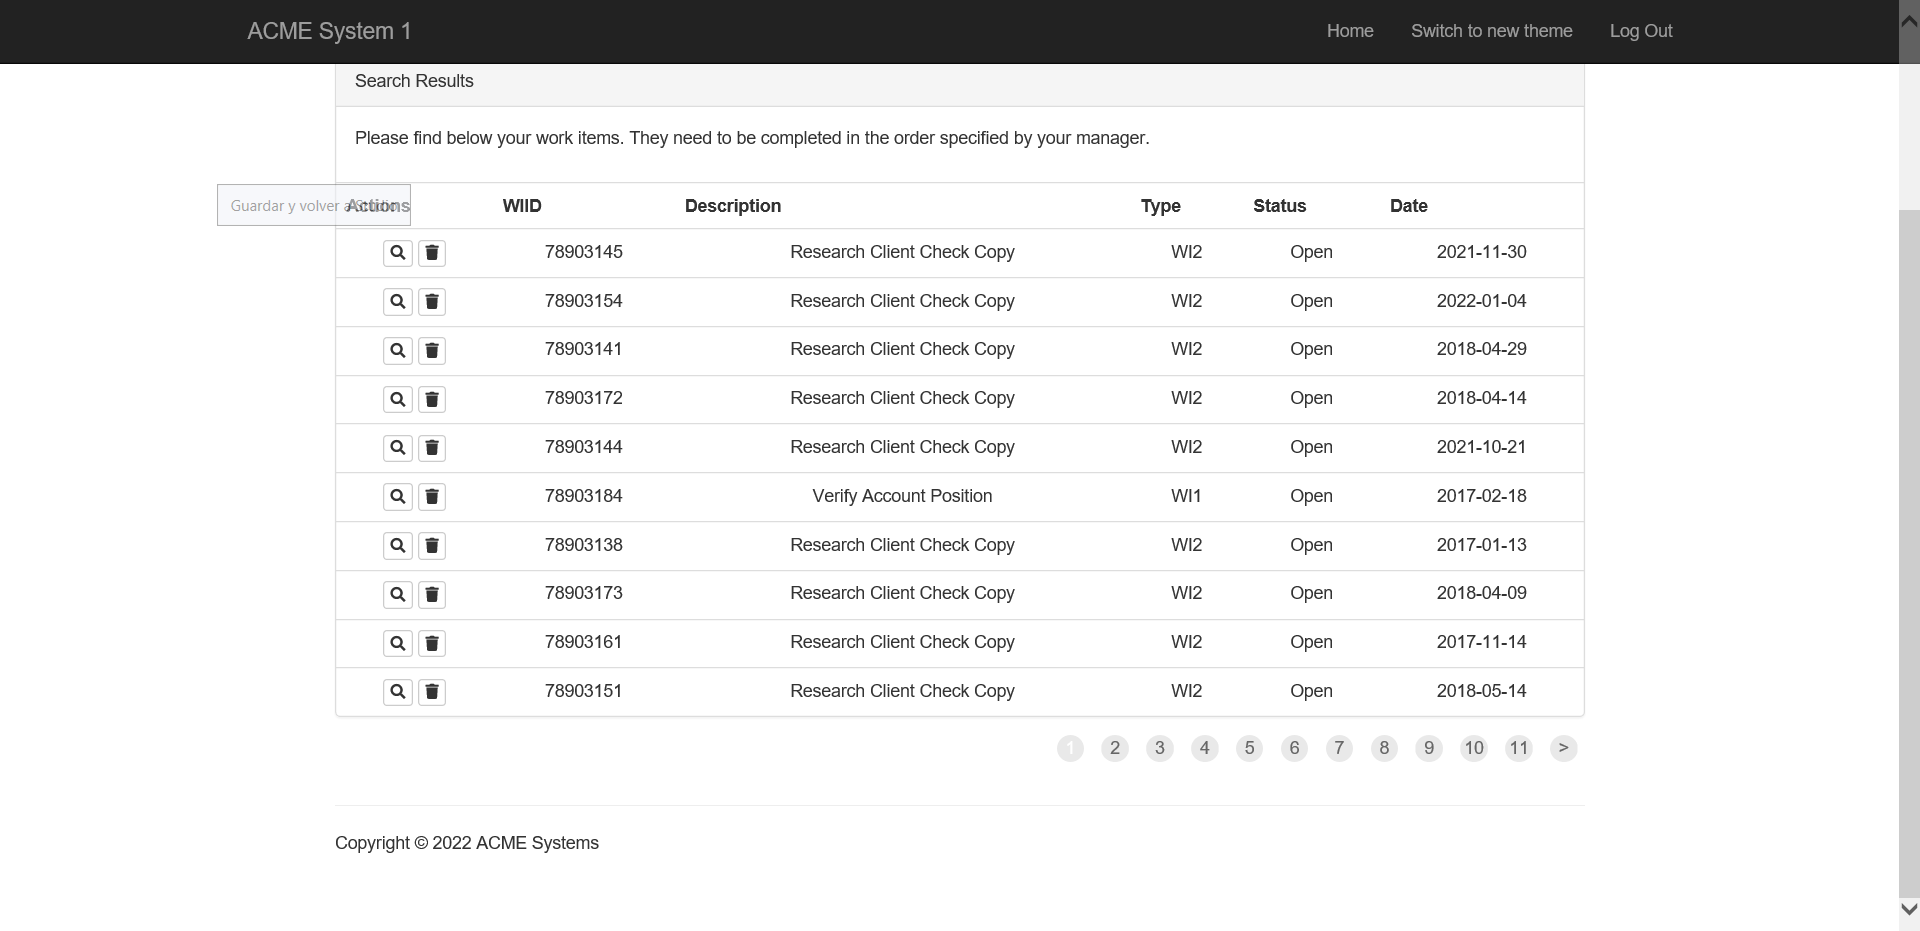 ACME System 1 Home Switch to new theme Log Out
Search Results
Please find below your work items. They need to be completed in the order specified by your manager.
Guardar y volver a Studio
Actions WIID Description Type Status Date
78903145 Research Client Check Copy WI2 Open 2021-11-30
78903154 Research Client Check Copy WI2 Open 2022-01-04
78903141 Research Client Check Copy WI2 Open 2018-04-29
78903172 Research Client Check Copy WI2 Open 2018-04-14
78903144 Research Client Check Copy WI2 Open 2021-10-21
78903184 Verify Account Position WI1 Open 2017-02-18
78903138 Research Client Check Copy WI2 Open 2017-01-13
78903173 Research Client Check Copy WI2 Open 2018-04-09
78903161 Research Client Check Copy WI2 Open 2017-11-14
78903151 Research Client Check Copy WI2 Open 2018-05-14
1 2 3 4 5 6 7 8 9 10 11 >
Copyright © 2022 ACME Systems